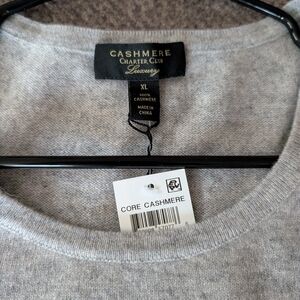 CASHMERE
CHARTER CLUB
Luxury
XL
100%
CASHMERE
MADE IN
CHINA
CORE CASHMERE